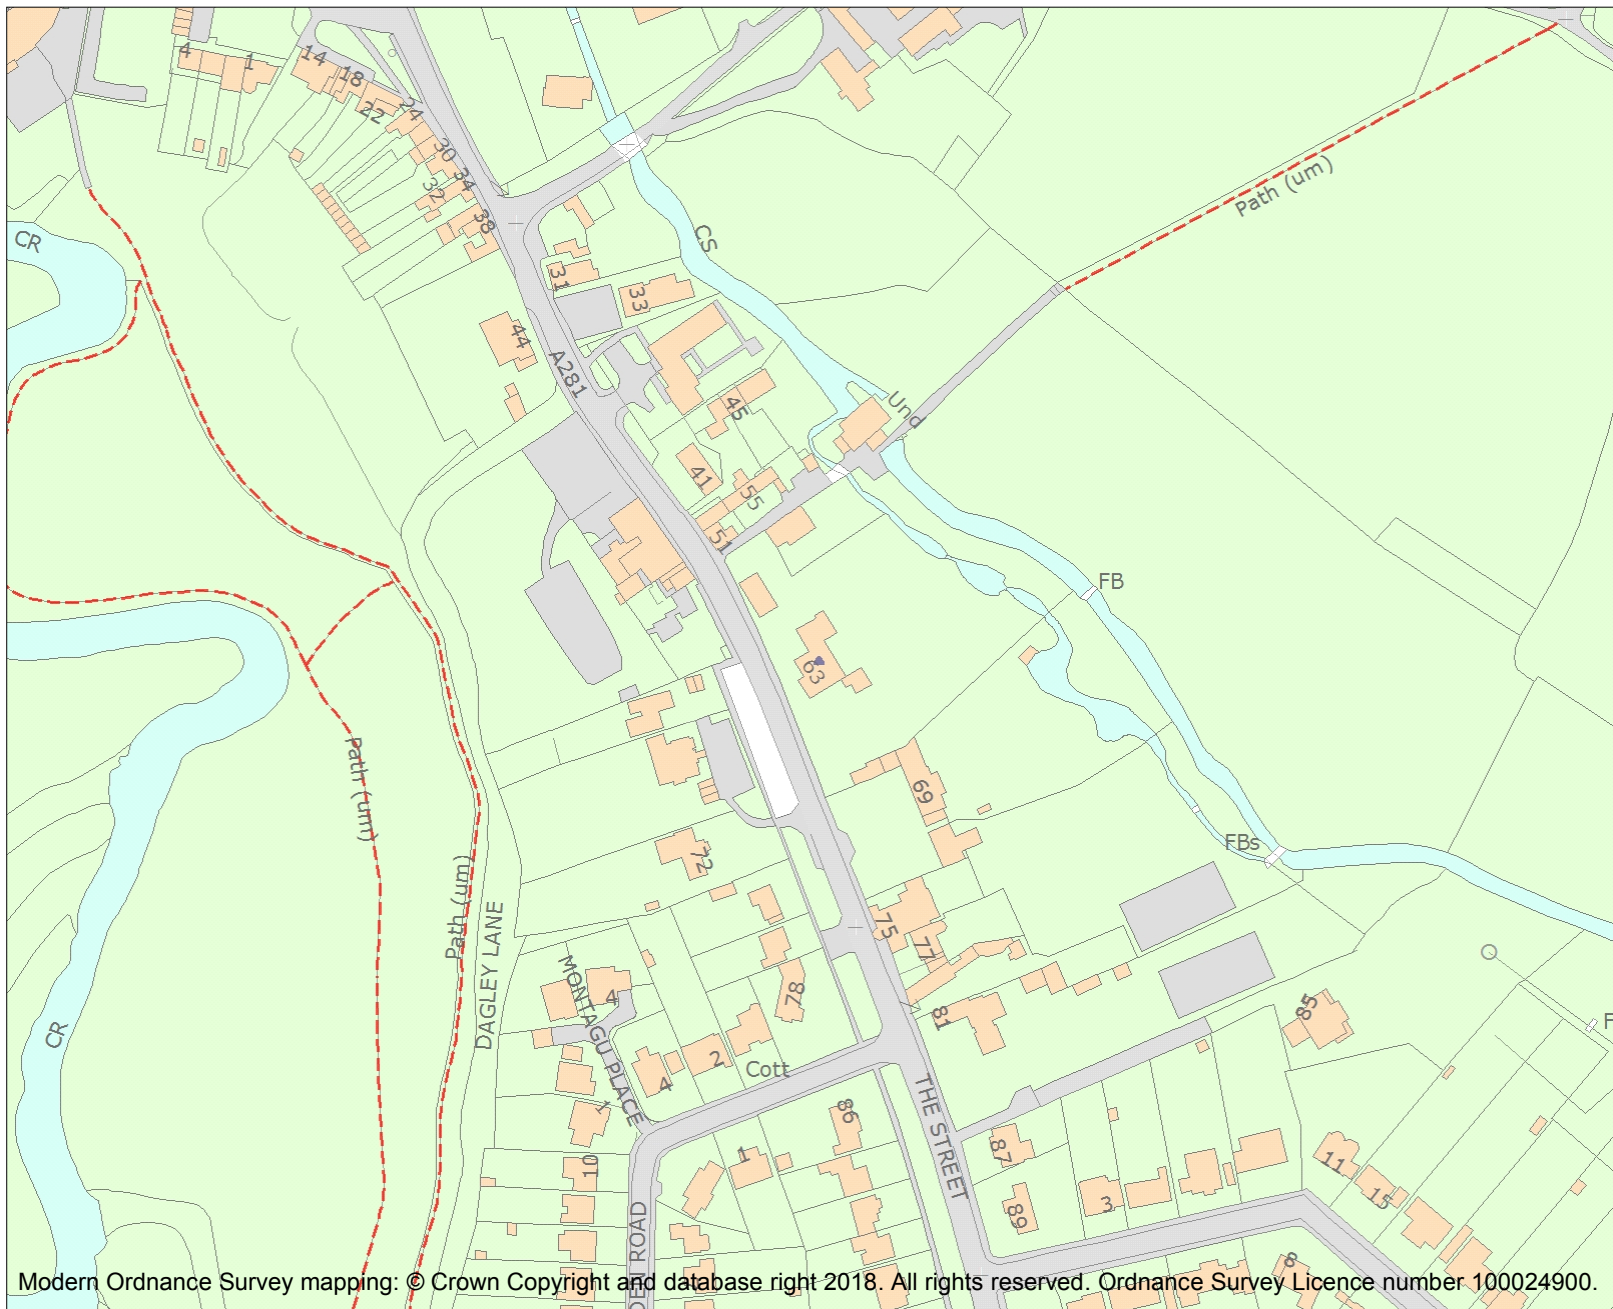 4
1
14
18
22
24
30
34
32
38
CR
CS
Path (um)
31
33
44
A281
45
Und
41
55
51
FB
63
Path (um)
69
FBs
72
Path (um)
DAGLEY LANE
75
77
MONTAGU PLACE
4
78
85
F
81
CR
2
Cott
4
1
86
THE STREET
87
1
10
11
15
3
89
DEN ROAD
8
Modern Ordnance Survey mapping: © Crown Copyright and database right 2018. All rights reserved. Ordnance Survey Licence number 100024900.